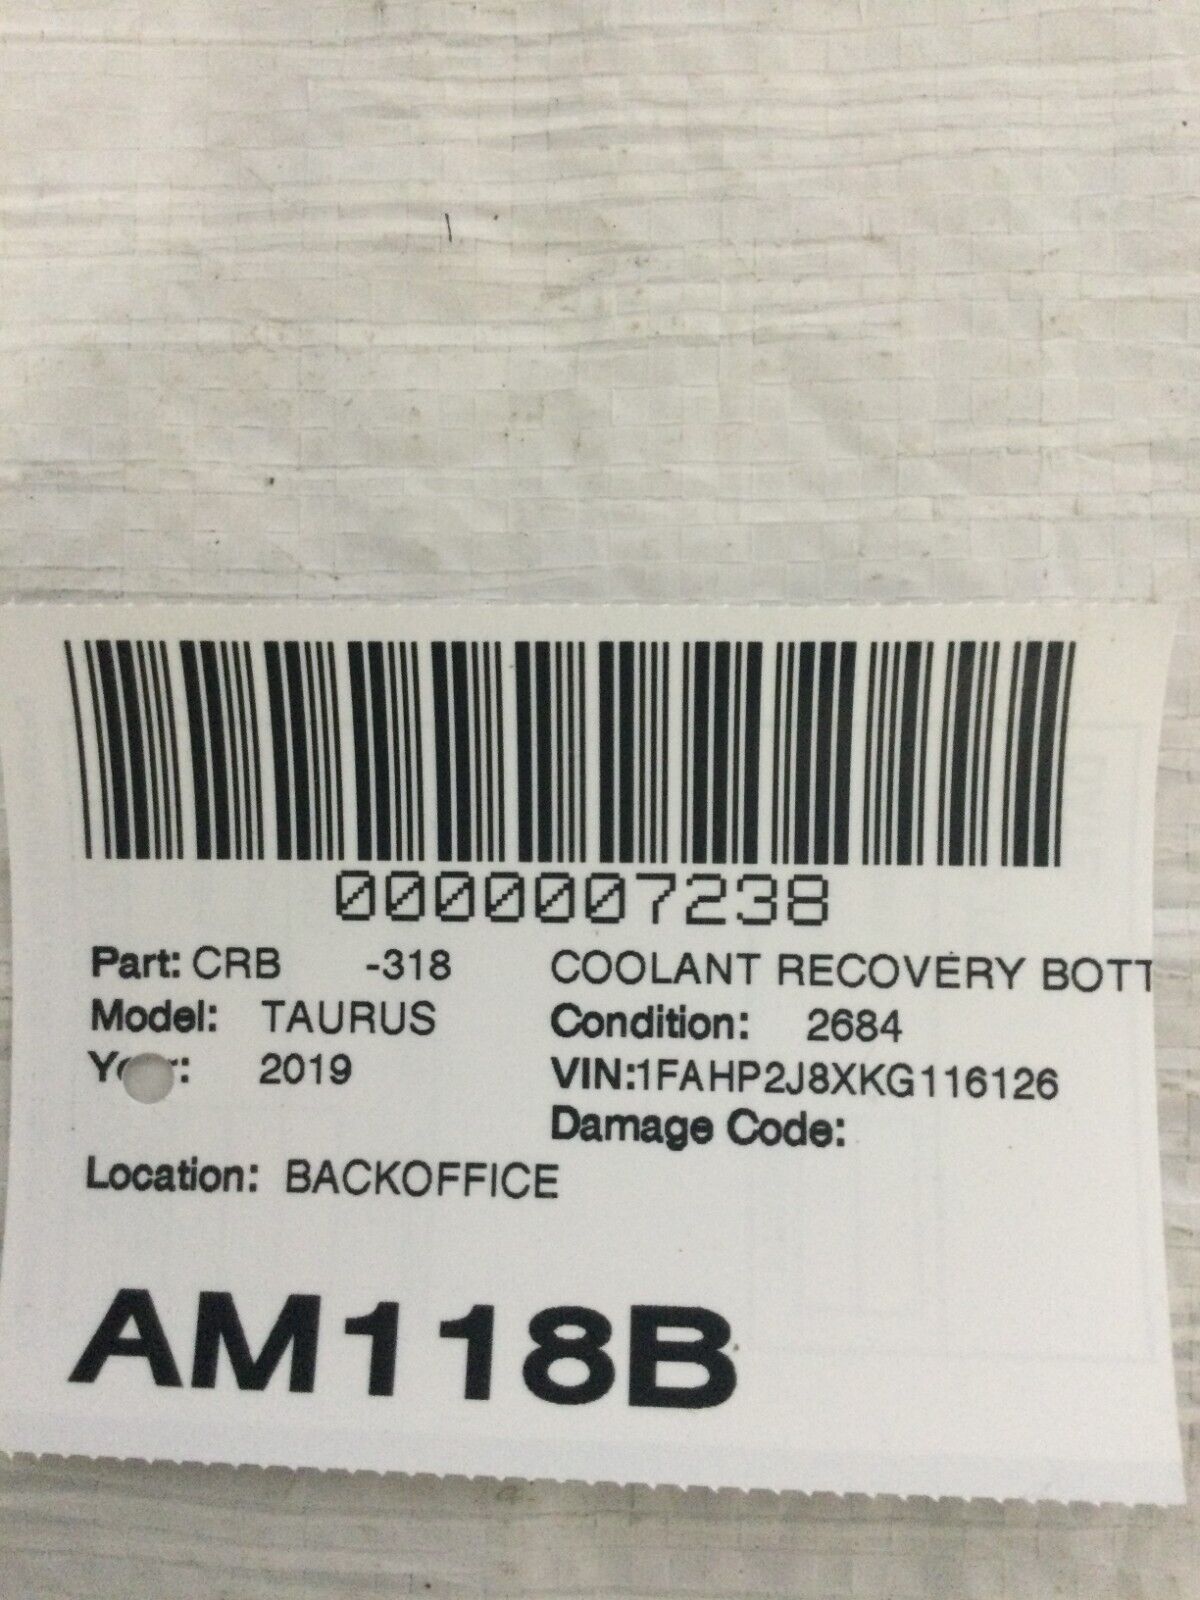 0000007238
Part: CRB -318 COOLANT RECOVERY BOTT
Model: TAURUS Condition: 2684
2019 VIN:1FAHP2J8XKG116126
Damage Code:
Location: BACKOFFICE
AM118B